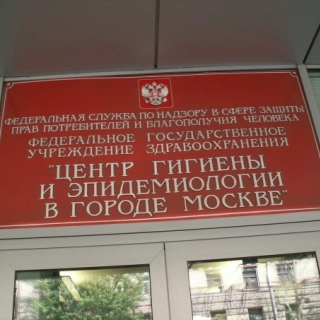 ФЕДЕРАЛЬНАЯ СЛУЖБА ПО НАДЗОРУ В СФЕРЕ ЗАЩИТЫ
ПРАВ ПОТРЕБИТЕЛЕЙ И БЛАГОПОЛУЧИЯ ЧЕЛОВЕКА
ФЕДЕРАЛЬНОЕ ГОСУДАРСТВЕННОЕ
УЧРЕЖДЕНИЕ ЗДРАВООХРАНЕНИЯ
"ЦЕНТР ГИГИЕНЫ
И ЭПИДЕМИОЛОГИИ
В ГОРОДЕ МОСКВЕ"